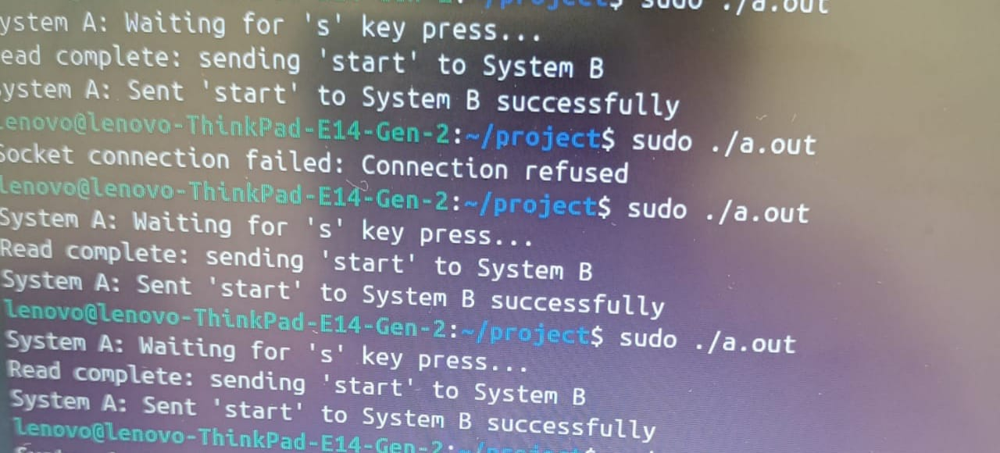 ~/project$ sudo ./a.out
ystem A: Waiting for 's' key press...
ead complete: sending 'start' to System B
ystem A: Sent 'start' to System B successfully
lenovo@lenovo-ThinkPad-E14-Gen-2:~/project$ sudo ./a.out
Socket connection failed: Connection refused
lenovo@lenovo-ThinkPad-E14-Gen-2:~/project$ sudo ./a.out
System A: Waiting for 's' key press...
Read complete: sending 'start' to System B
System A: Sent 'start' to System B successfully
lenovo@lenovo-ThinkPad-E14-Gen-2:~/project$ sudo ./a.out
System A: Waiting for 's' key press...
Read complete: sending 'start' to System B
System A: Sent 'start' to System B successfully
lenovo@lenovo-ThinkPad-E14-Gen-2:~/project$